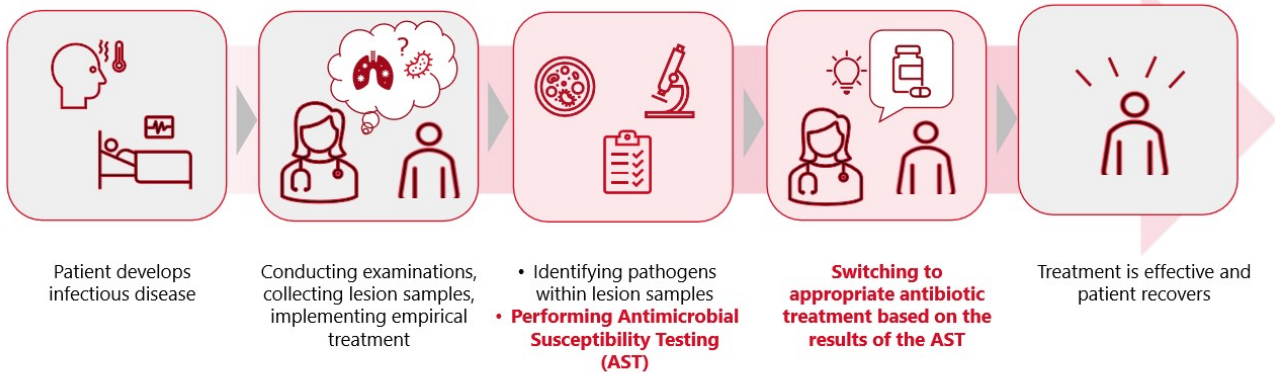 ?
Patient develops
infectious disease
Conducting examinations,
collecting lesion samples,
implementing empirical
treatment
• Identifying pathogens
within lesion samples
• Performing Antimicrobial
Susceptibility Testing
(AST)
Switching to
appropriate antibiotic
treatment based on the
results of the AST
Treatment is effective and
patient recovers